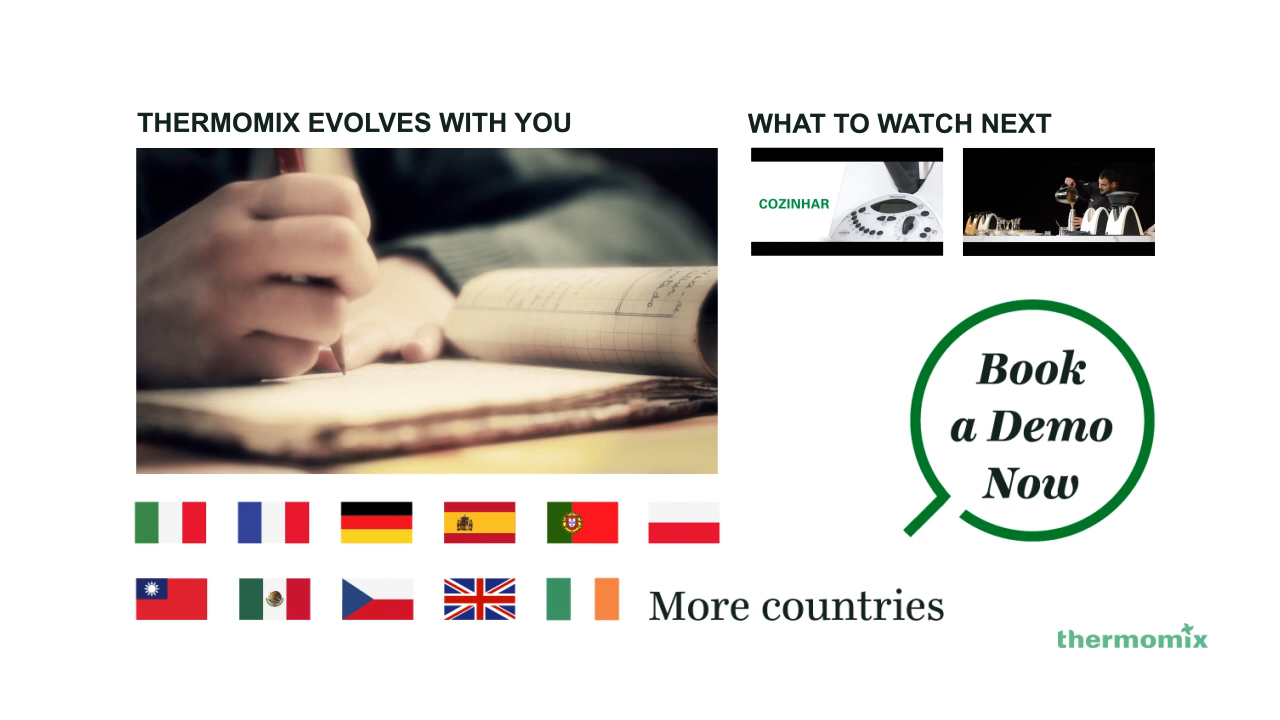 THERMOMIX EVOLVES WITH YOU
WHAT TO WATCH NEXT
COZINHAR
Book
a Demo
Now
More countries
thermomix